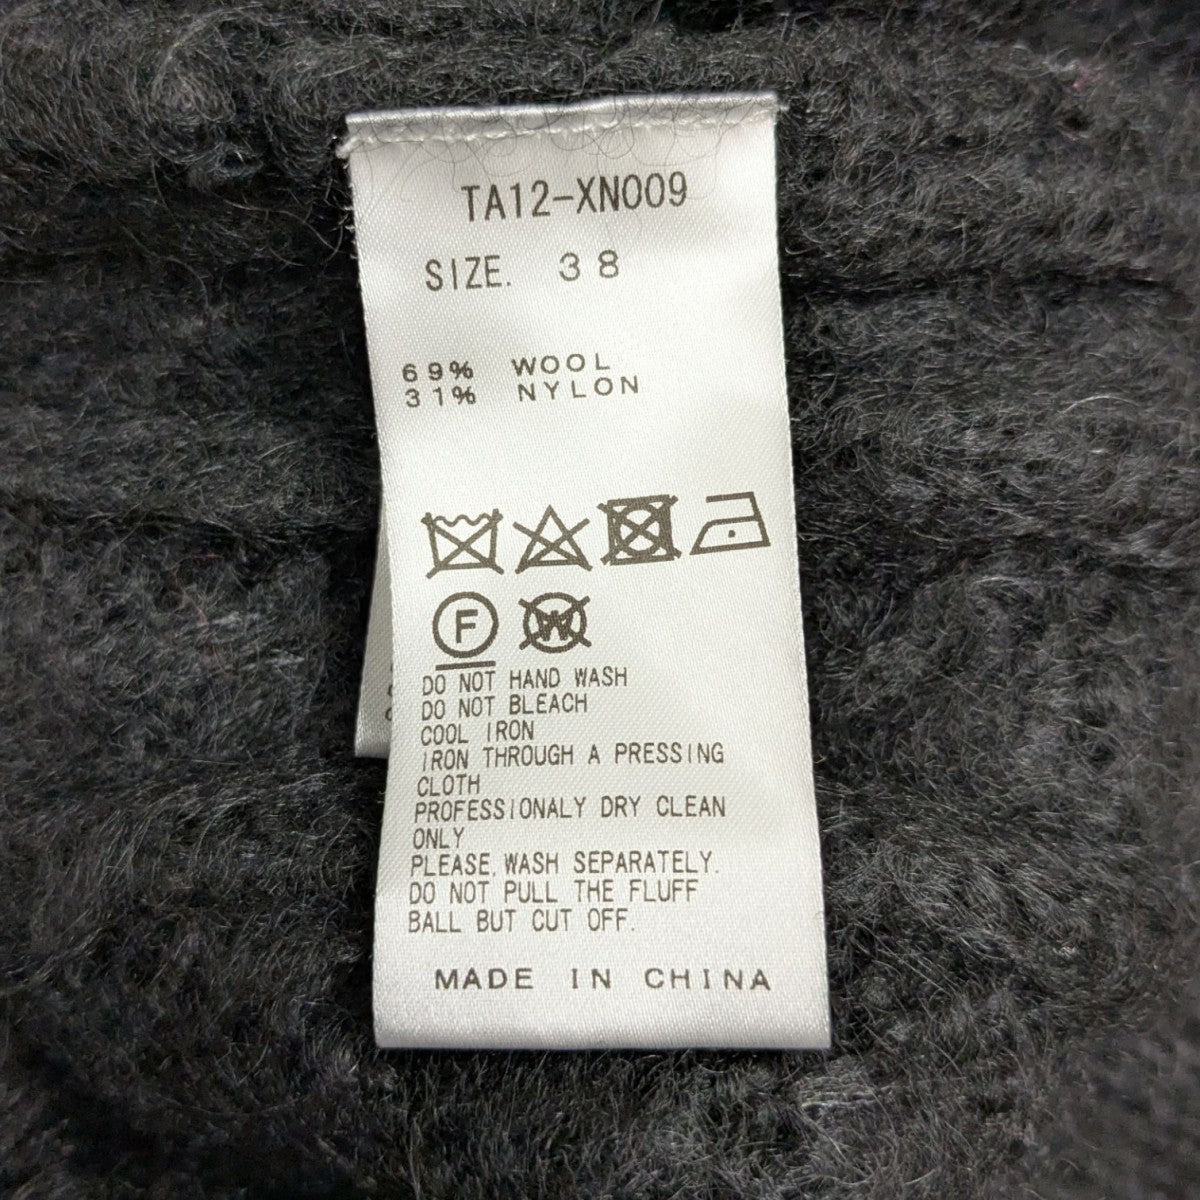 TA12-XN009
SIZE. 38
69% WOOL
31% NYLON
F W
DO NOT HAND WASH
DO NOT BLEACH
COOL IRON
IRON THROUGH A PRESSING
CLOTH
PROFESSIONALY DRY CLEAN
ONLY
PLEASE.WASH SEPARATELY.
DO NOT PULL THE FLUFF
BALL BUT CUT OFF.
MADE IN CHINA